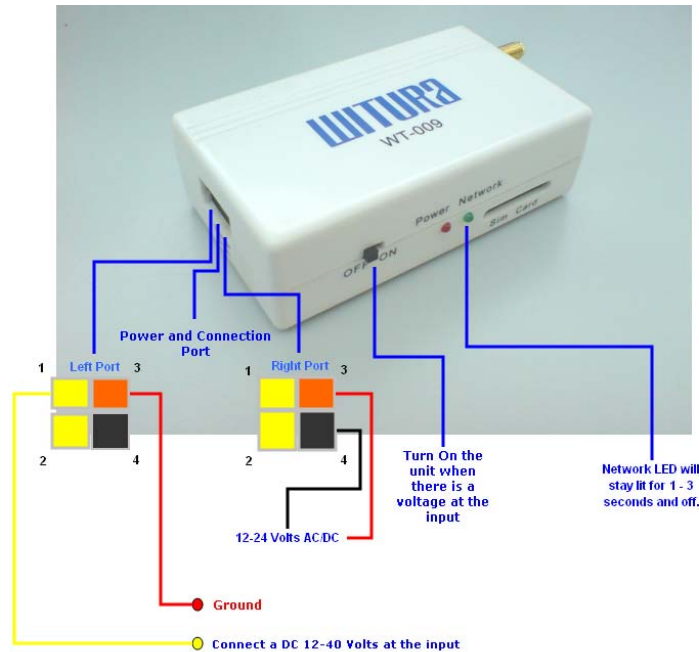 WITURA
WT-009
Power Network
OFF ON
Sim Card
Power and Connection
Port
1 Left Port 3
2 4
1 Right Port 3
2 4
12-24 Volts AC/DC
Turn On the
unit when
there is a
voltage at the
input
Network LED will
stay lit for 1 - 3
seconds and off.
Ground
Connect a DC 12-40 Volts at the input